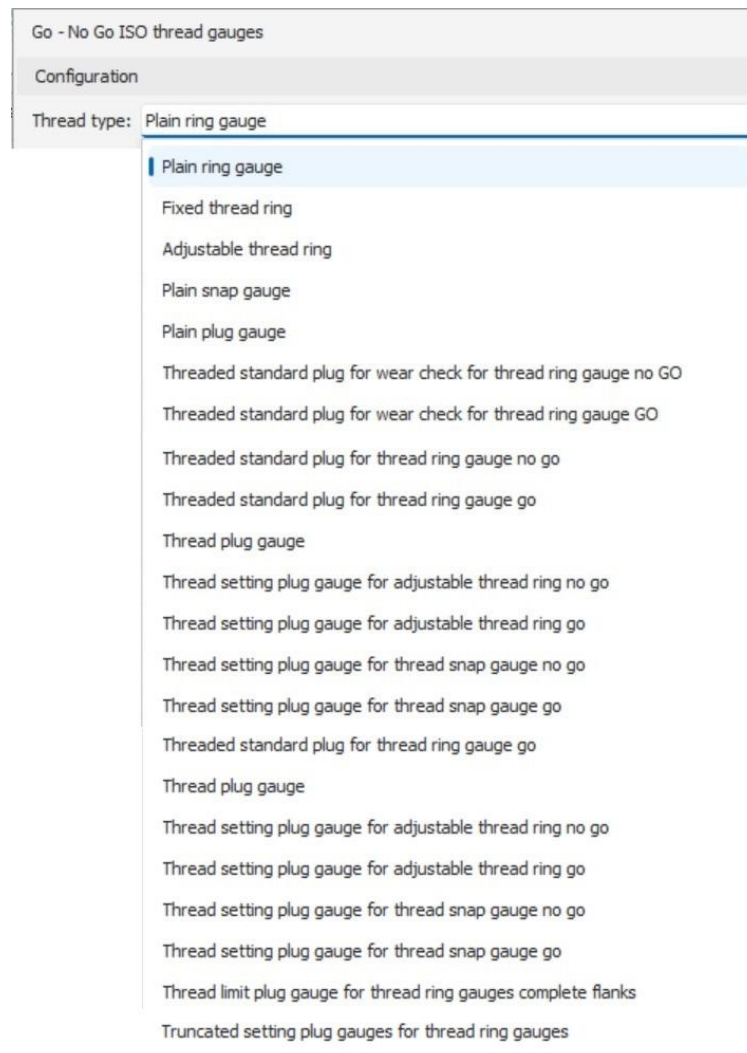 Go - No Go ISO thread gauges
Configuration
Thread type: Plain ring gauge
Plain ring gauge
Fixed thread ring
Adjustable thread ring
Plain snap gauge
Plain plug gauge
Threaded standard plug for wear check for thread ring gauge no GO
Threaded standard plug for wear check for thread ring gauge GO
Threaded standard plug for thread ring gauge no go
Threaded standard plug for thread ring gauge go
Thread plug gauge
Thread setting plug gauge for adjustable thread ring no go
Thread setting plug gauge for adjustable thread ring go
Thread setting plug gauge for thread snap gauge no go
Thread setting plug gauge for thread snap gauge go
Threaded standard plug for thread ring gauge go
Thread plug gauge
Thread setting plug gauge for adjustable thread ring no go
Thread setting plug gauge for adjustable thread ring go
Thread setting plug gauge for thread snap gauge no go
Thread setting plug gauge for thread snap gauge go
Thread limit plug gauge for thread ring gauges complete flanks
Truncated setting plug gauges for thread ring gauges